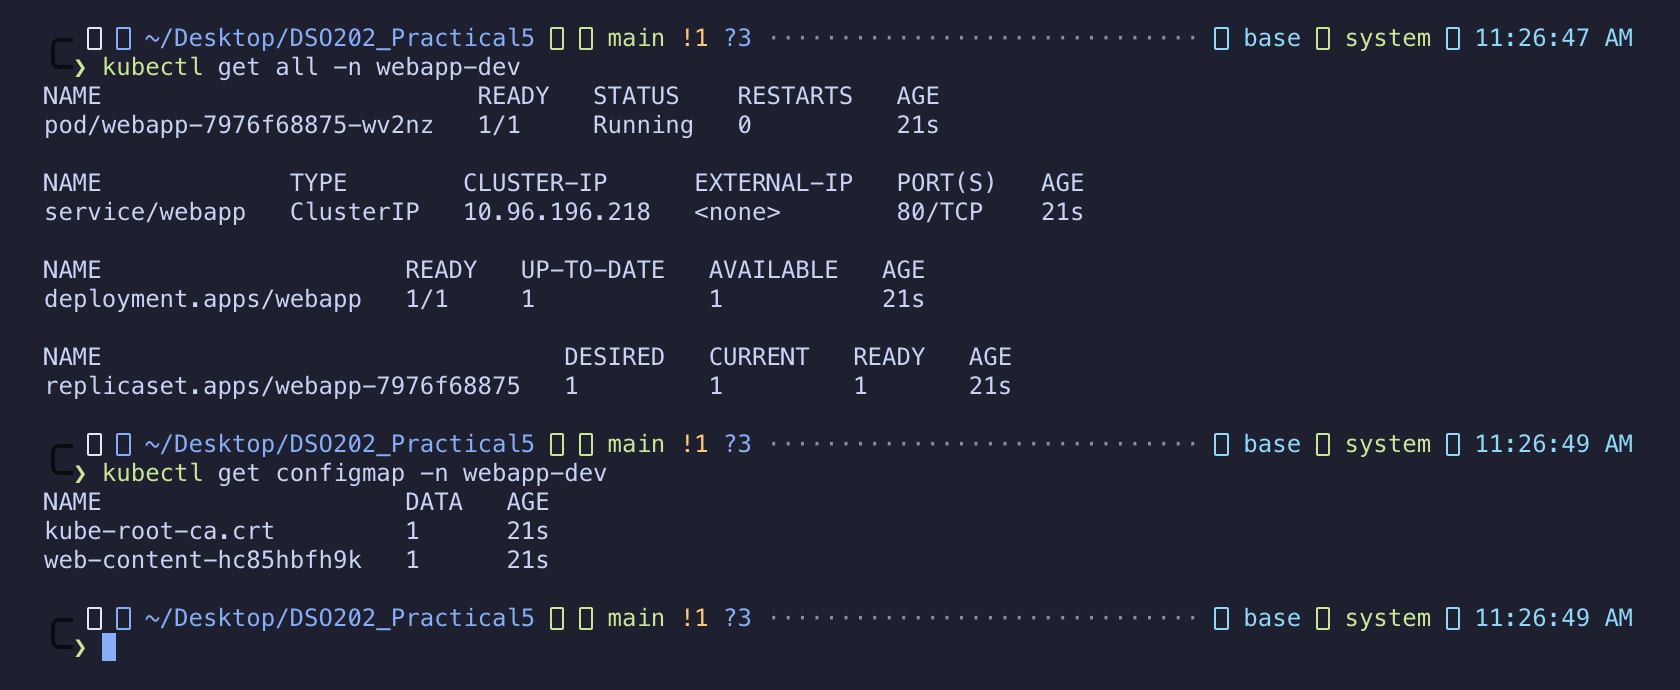 ~/Desktop/DSO202_Practical5 main !1 ?3 ······························ base system 11:26:47 AM
❯ kubectl get all -n webapp-dev
NAME READY STATUS RESTARTS AGE
pod/webapp-7976f68875-wv2nz 1/1 Running 0 21s
NAME TYPE CLUSTER-IP EXTERNAL-IP PORT(S) AGE
service/webapp ClusterIP 10.96.196.218 <none> 80/TCP 21s
NAME READY UP-TO-DATE AVAILABLE AGE
deployment.apps/webapp 1/1 1 1 21s
NAME DESIRED CURRENT READY AGE
replicaset.apps/webapp-7976f68875 1 1 1 21s
~/Desktop/DSO202_Practical5 main !1 ?3 ······························ base system 11:26:49 AM
❯ kubectl get configmap -n webapp-dev
NAME DATA AGE
kube-root-ca.crt 1 21s
web-content-hc85hbfh9k 1 21s
~/Desktop/DSO202_Practical5 main !1 ?3 ······························ base system 11:26:49 AM
❯